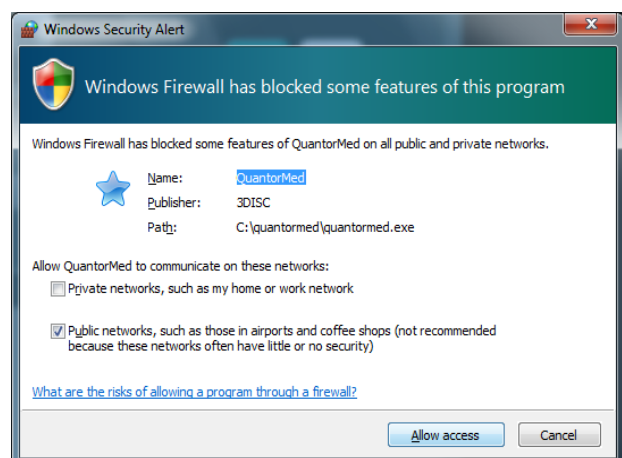 Windows Security Alert
Windows Firewall has blocked some features of this program
Windows Firewall has blocked some features of QuantorMed on all public and private networks.
Name: QuantorMed
Publisher: 3DISC
Path: C:\quantormed\quantormed.exe
Allow QuantorMed to communicate on these networks:
Private networks, such as my home or work network
Public networks, such as those in airports and coffee shops (not recommended
because these networks often have little or no security)
What are the risks of allowing a program through a firewall?
Allow access Cancel